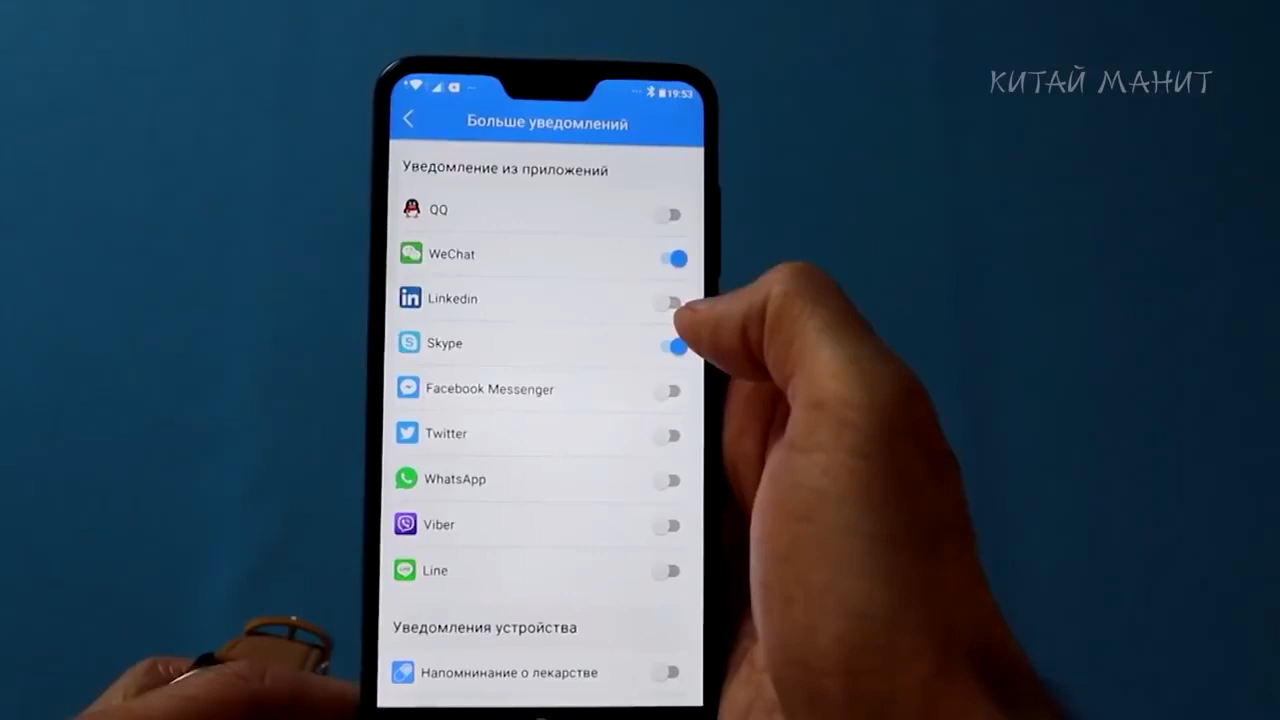 КИТАЙ МАНИТ
19:53
Больше уведомлений
Уведомление из приложений
QQ
WeChat
Linkedin
Skype
Facebook Messenger
Twitter
WhatsApp
Viber
Line
Уведомления устройства
Напоминание о лекарстве